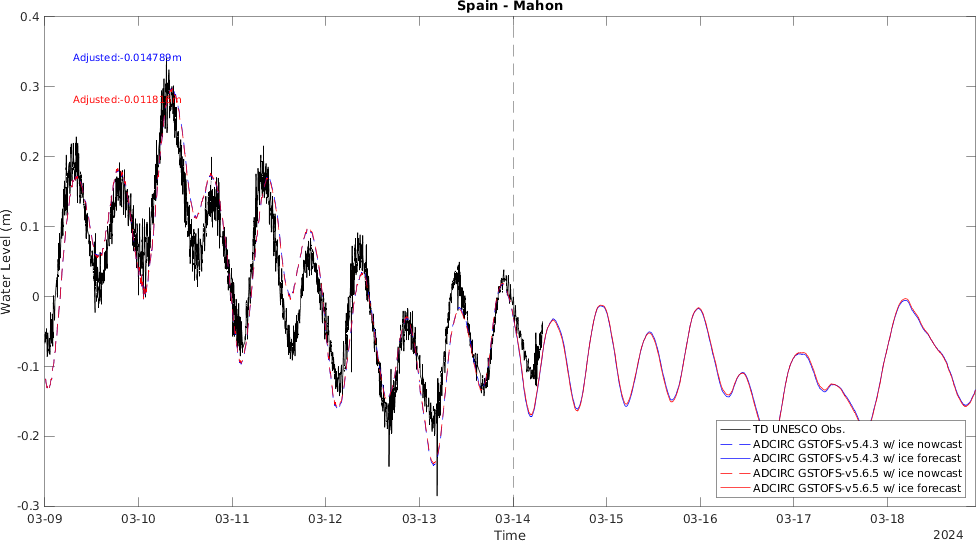 Spain - Mahon
0.4
0.3
0.2
0.1
0
-0.1
-0.2
-0.3
Water Level (m)
Adjusted:-0.014789m
TD UNESCO Obs.
ADCIRC GSTOFS-v5.4.3 w/ ice nowcast
ADCIRC GSTOFS-v5.4.3 w/ ice forecast
ADCIRC GSTOFS-v5.6.5 w/ ice nowcast
ADCIRC GSTOFS-v5.6.5 w/ ice forecast
03-09 03-10 03-11 03-12 03-13 03-14 03-15 03-16 03-17 03-18
Time
2024